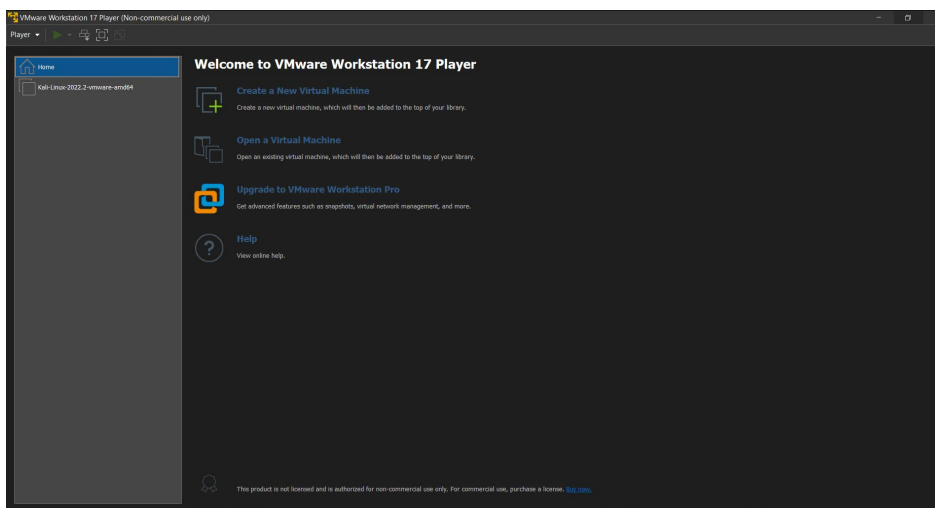 VMware Workstation 17 Player (Non-commercial use only)
Player
Home
Kali-Linux-2022.2-vmware-amd64
Welcome to VMware Workstation 17 Player
Create a New Virtual Machine
Create a new virtual machine, which will then be added to the top of your library.
Open a Virtual Machine
Open an existing virtual machine, which will then be added to the top of your library.
Upgrade to VMware Workstation Pro
Get advanced features such as snapshots, virtual network management, and more.
Help
View online help.
This product is not licensed and is authorized for non-commercial use only. For commercial use, purchase a license. Buy now.